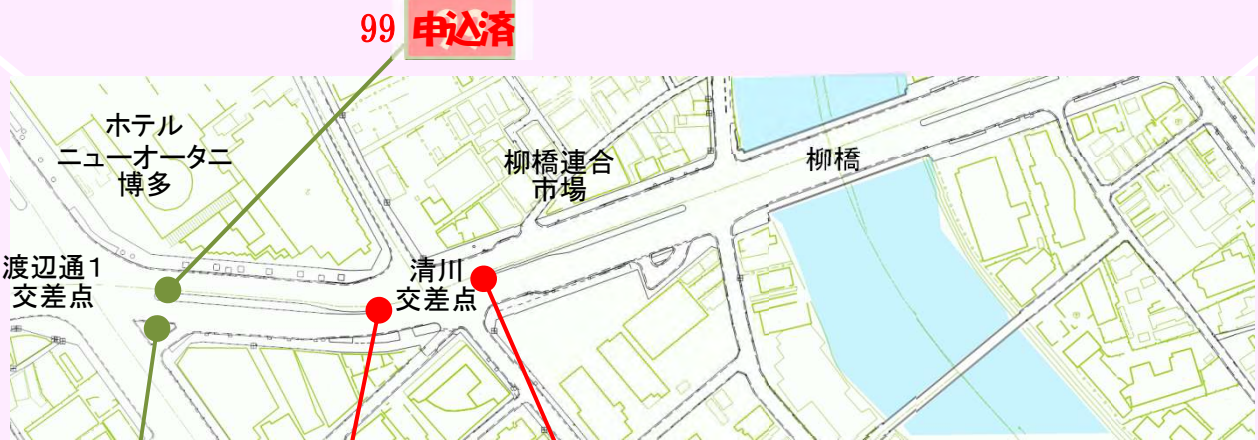 99 申込済
ホテル
ニューオータニ
博多
柳橋連合
市場
柳橋
渡辺通1
交差点
清川
交差点